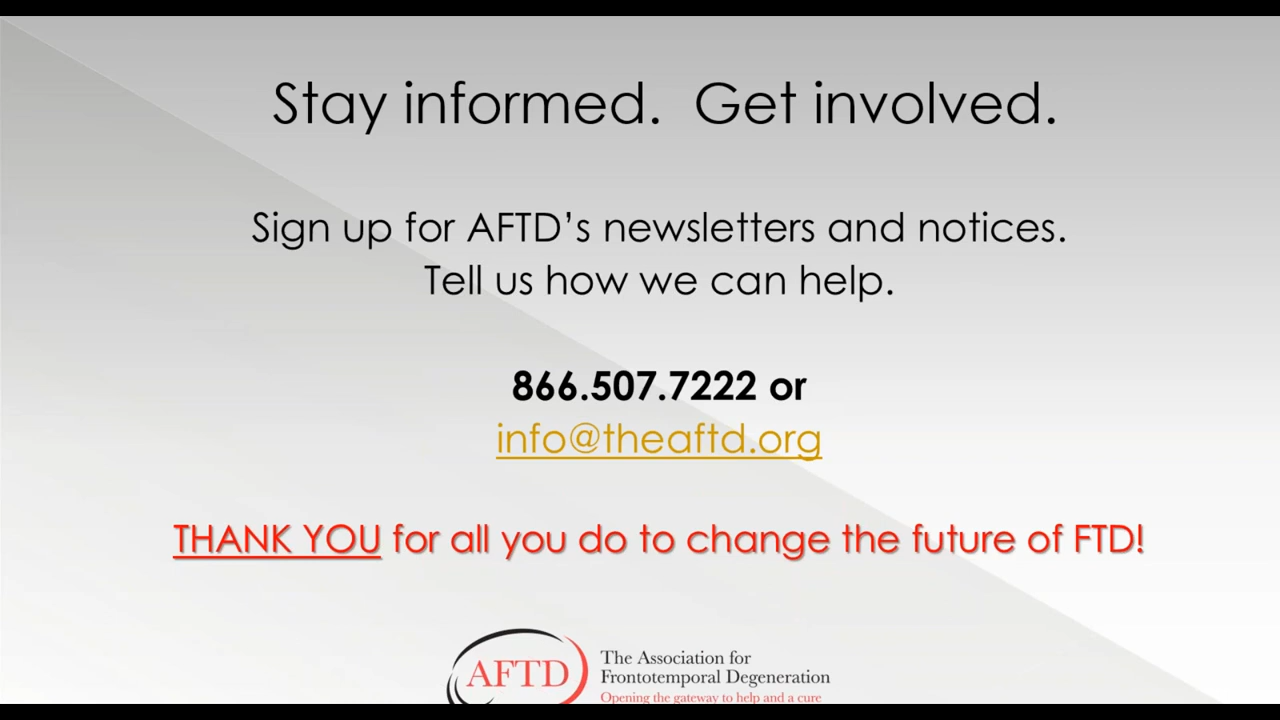 Stay informed.  Get involved.
Sign up for AFTD’s newsletters and notices.
Tell us how we can help.
866.507.7222 or
info@theaftd.org
THANK YOU for all you do to change the future of FTD!
AFTD
The Association for
Frontotemporal Degeneration
Opening the gateway to help and a cure